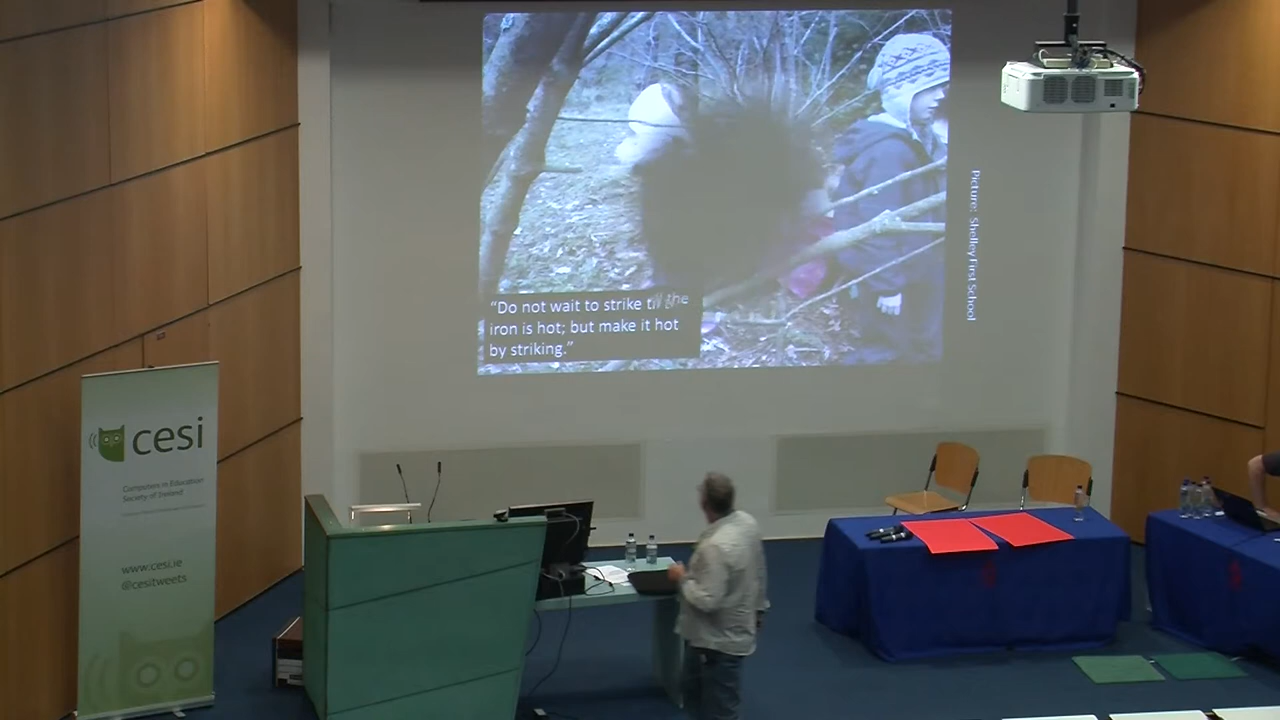 "Do not wait to strike till the
iron is hot; but make it hot
by striking."
Picture: Shelley First School
cesi
Computers in Education
Society of Ireland
www.cesi.ie
@cesitweets